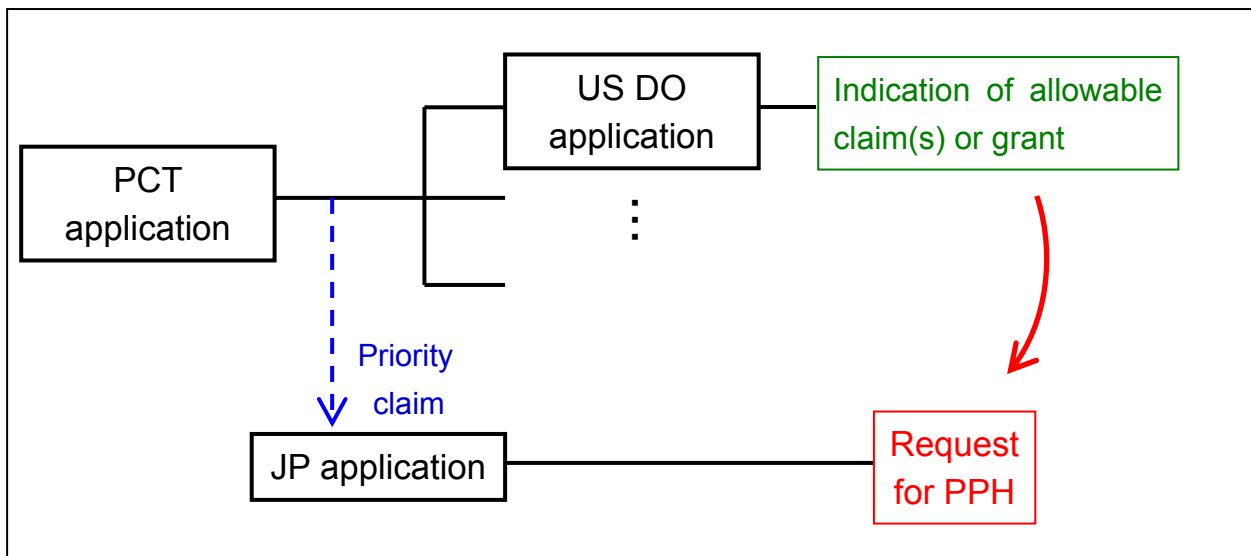 US DO
application
Indication of allowable
claim(s) or grant
PCT
application
⋮
Priority
claim
JP application
Request
for PPH